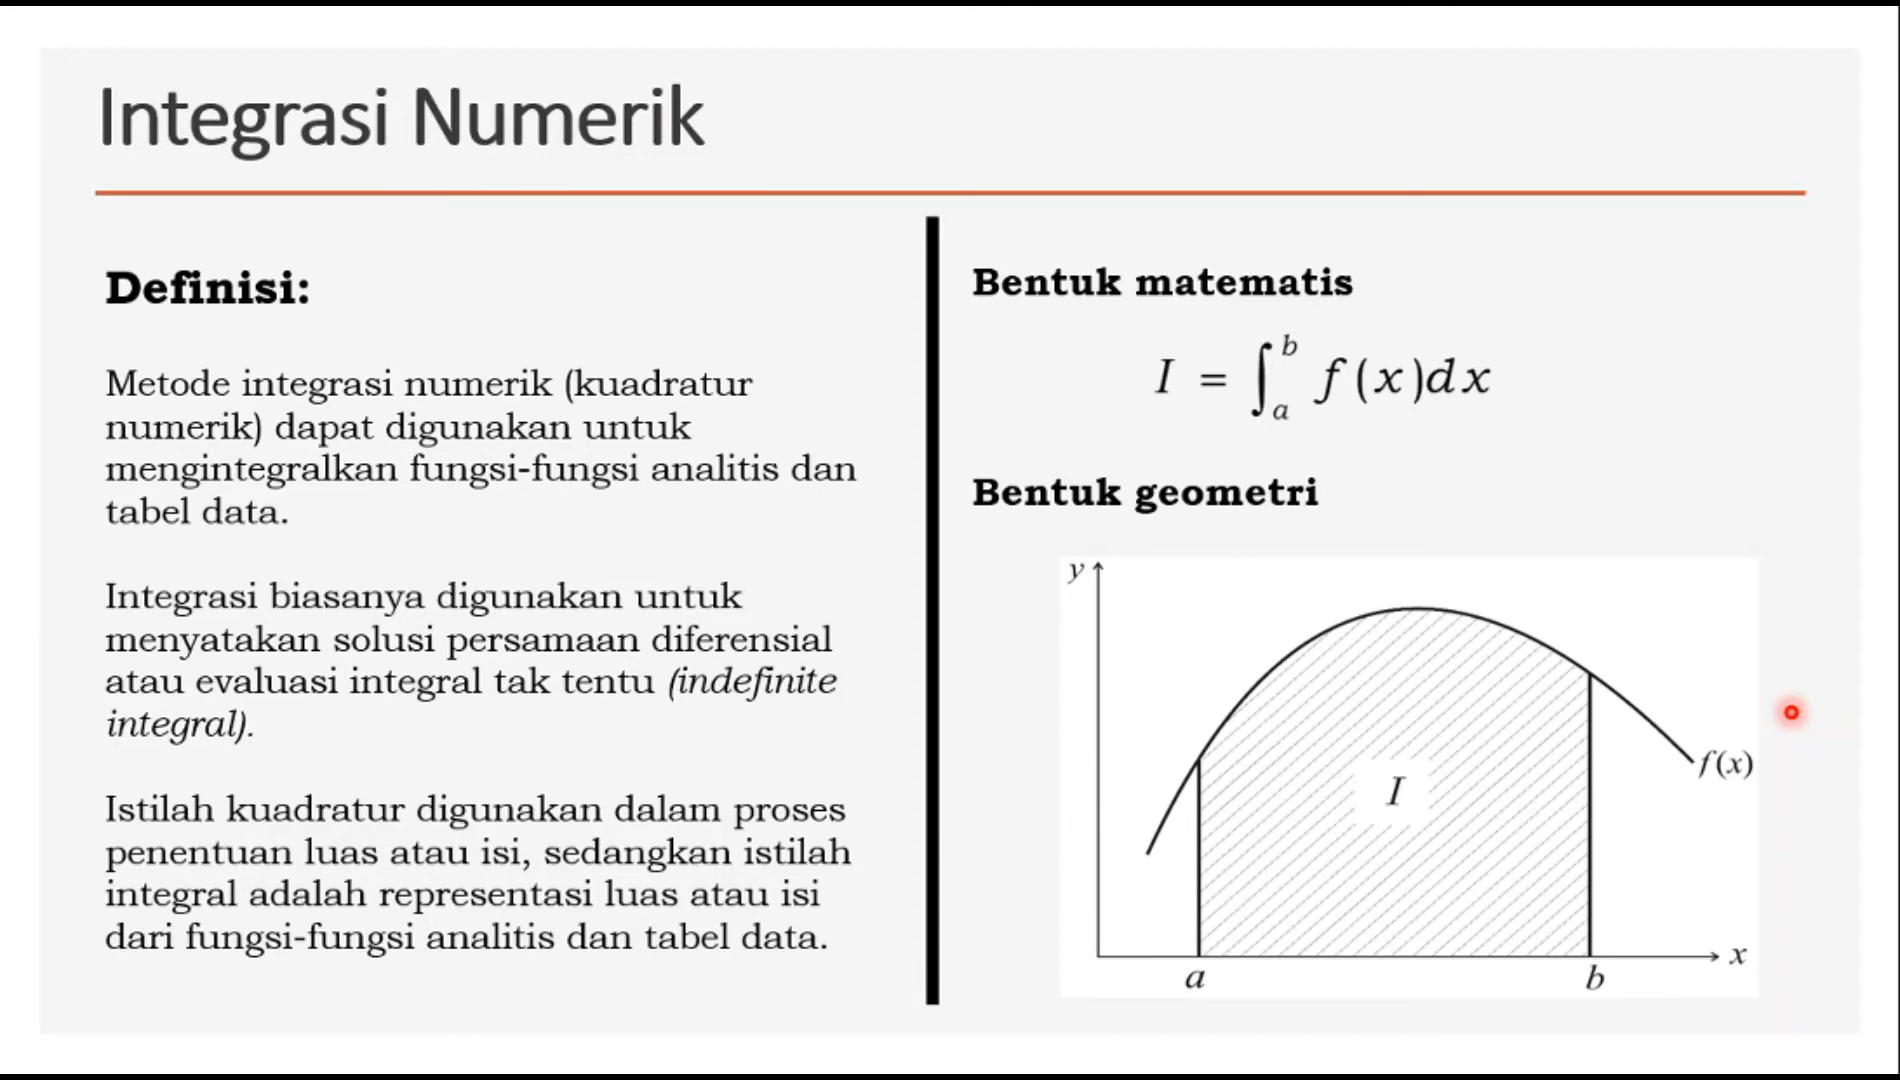 Integrasi Numerik
Definisi:
Metode integrasi numerik (kuadratur
numerik) dapat digunakan untuk
mengintegralkan fungsi-fungsi analitis dan
tabel data.
Integrasi biasanya digunakan untuk
menyatakan solusi persamaan diferensial
atau evaluasi integral tak tentu (indefinite
integral).
Istilah kuadratur digunakan dalam proses
penentuan luas atau isi, sedangkan istilah
integral adalah representasi luas atau isi
dari fungsi-fungsi analitis dan tabel data.
Bentuk matematis
I = ∫_a^b f(x)dx
Bentuk geometri
y
I
f(x)
x
a
b